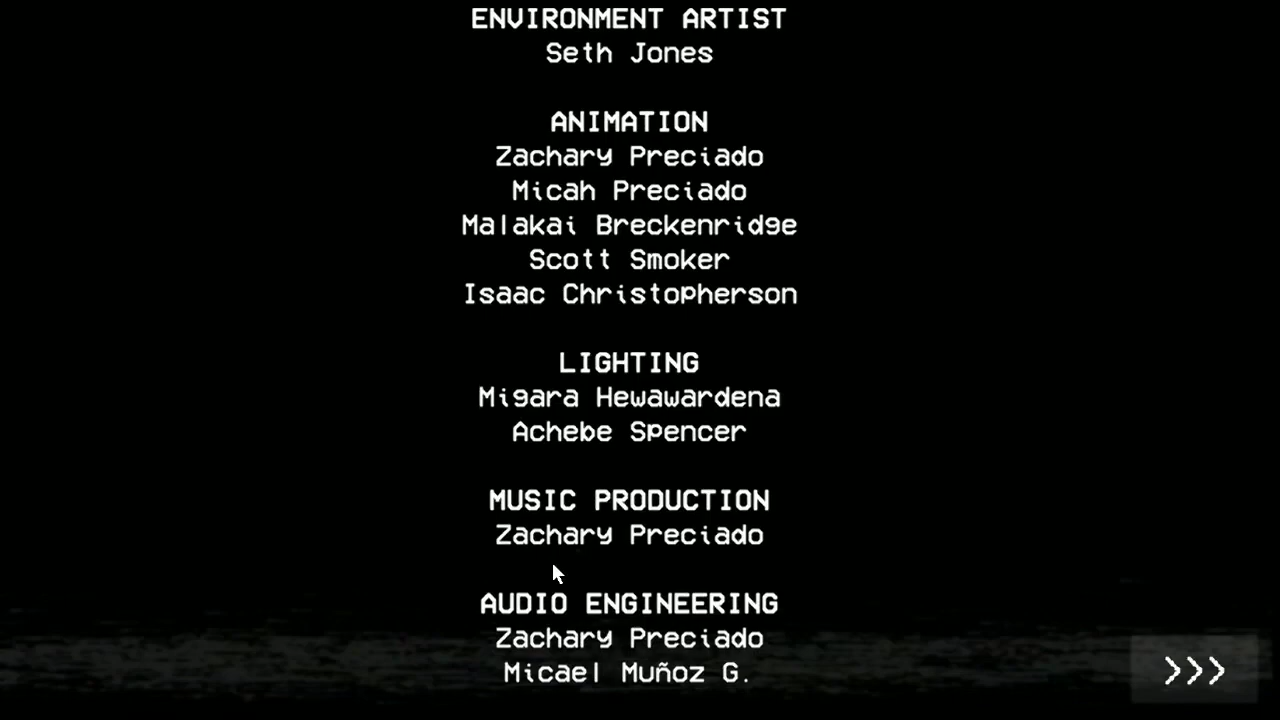 ENVIRONMENT ARTIST
Seth Jones
ANIMATION
Zachary Preciado
Micah Preciado
Malakai Breckenridge
Scott Smoker
Isaac Christopherson
LIGHTING
Migara Hewawardena
Achebe Spencer
MUSIC PRODUCTION
Zachary Preciado
AUDIO ENGINEERING
Zachary Preciado
Micael Muñoz G.
>>>